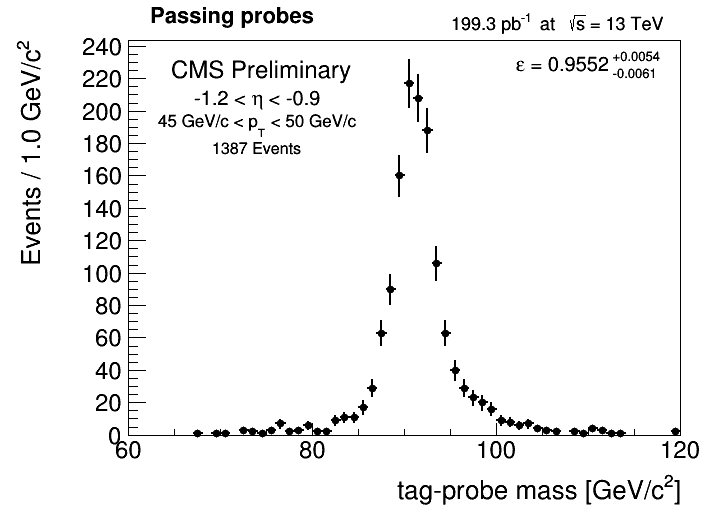 Passing probes
199.3 pb⁻¹ at √s = 13 TeV
CMS Preliminary
-1.2 < η < -0.9
45 GeV/c < p_T < 50 GeV/c
1387 Events
ε = 0.9552 +0.0054 -0.0061
Events / 1.0 GeV/c²
240
220
200
180
160
140
120
100
80
60
40
20
0
60 80 100 120
tag-probe mass [GeV/c²]